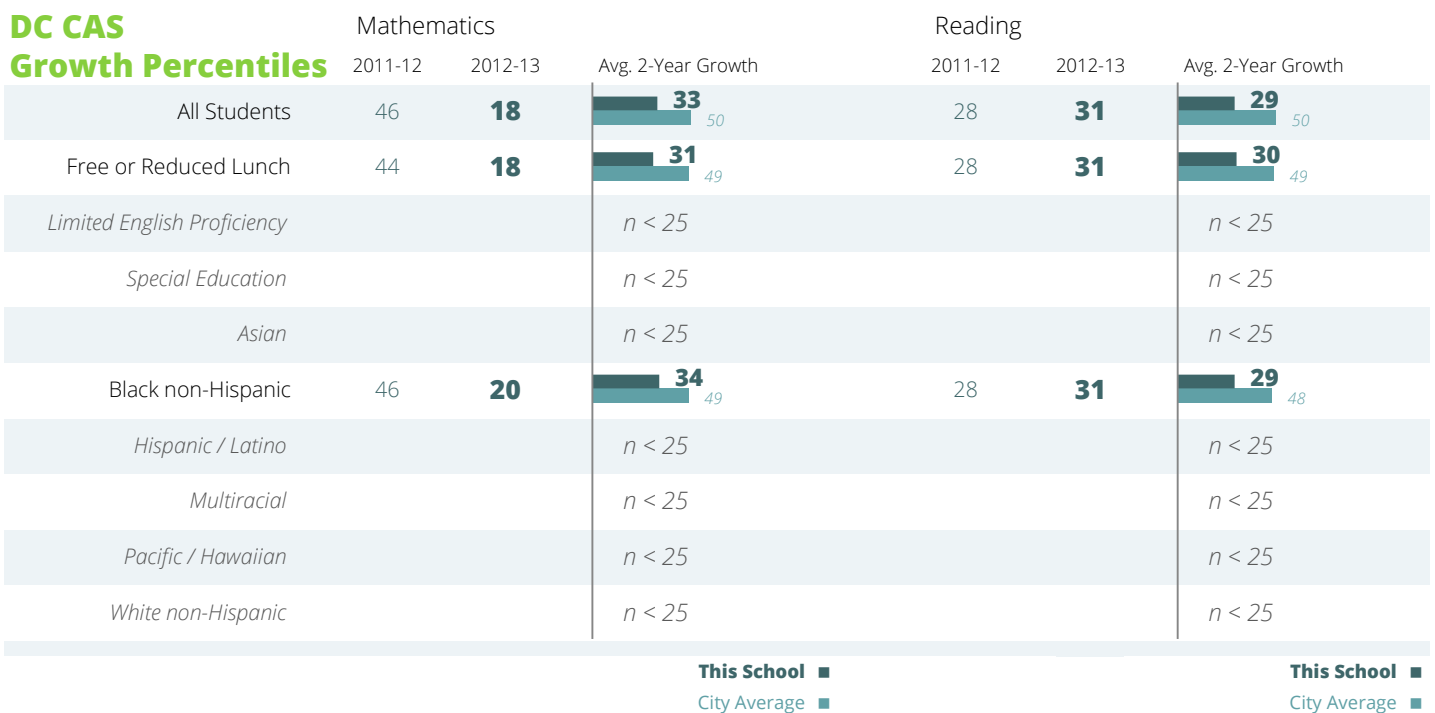 DC CAS
Growth Percentiles
Mathematics Reading
2011-12 2012-13 Avg. 2-Year Growth 2011-12 2012-13 Avg. 2-Year Growth
All Students 46 18 33 50 28 31 29 50
Free or Reduced Lunch 44 18 31 49 28 31 30 49
Limited English Proficiency n < 25 n < 25
Special Education n < 25 n < 25
Asian n < 25 n < 25
Black non-Hispanic 46 20 34 49 28 31 29 48
Hispanic / Latino n < 25 n < 25
Multiracial n < 25 n < 25
Pacific / Hawaiian n < 25 n < 25
White non-Hispanic n < 25 n < 25
This School This School
City Average City Average